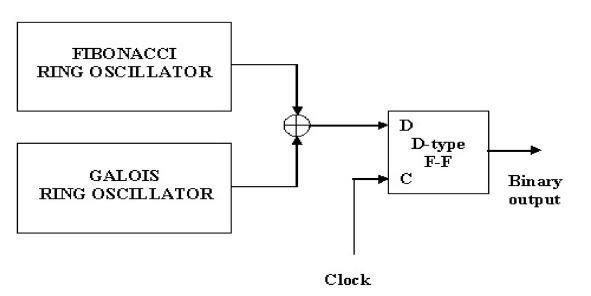 FIBONACCI
RING OSCILLATOR
GALOIS
RING OSCILLATOR
D
D-type
F-F
C
Binary
output
Clock